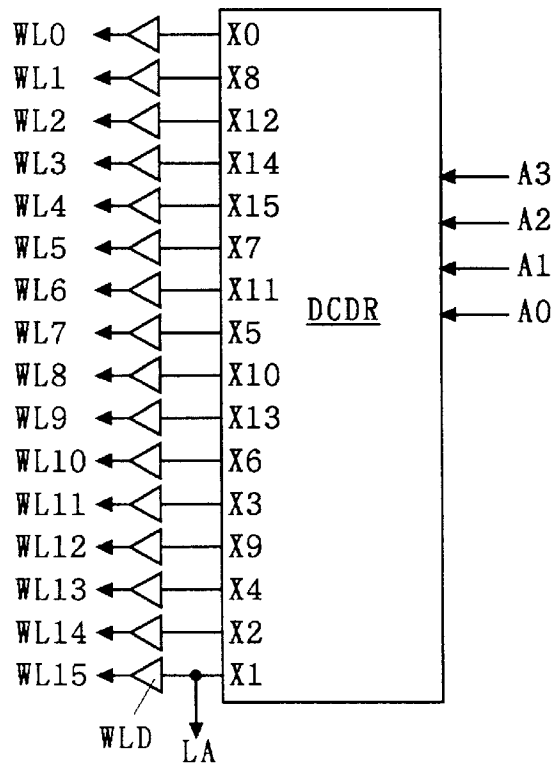 WL0 X0
WL1 X8
WL2 X12
WL3 X14
WL4 X15
WL5 X7
WL6 X11
WL7 X5
WL8 X10
WL9 X13
WL10 X6
WL11 X3
WL12 X9
WL13 X4
WL14 X2
WL15 X1
WLD
LA
DCDR
A3
A2
A1
A0